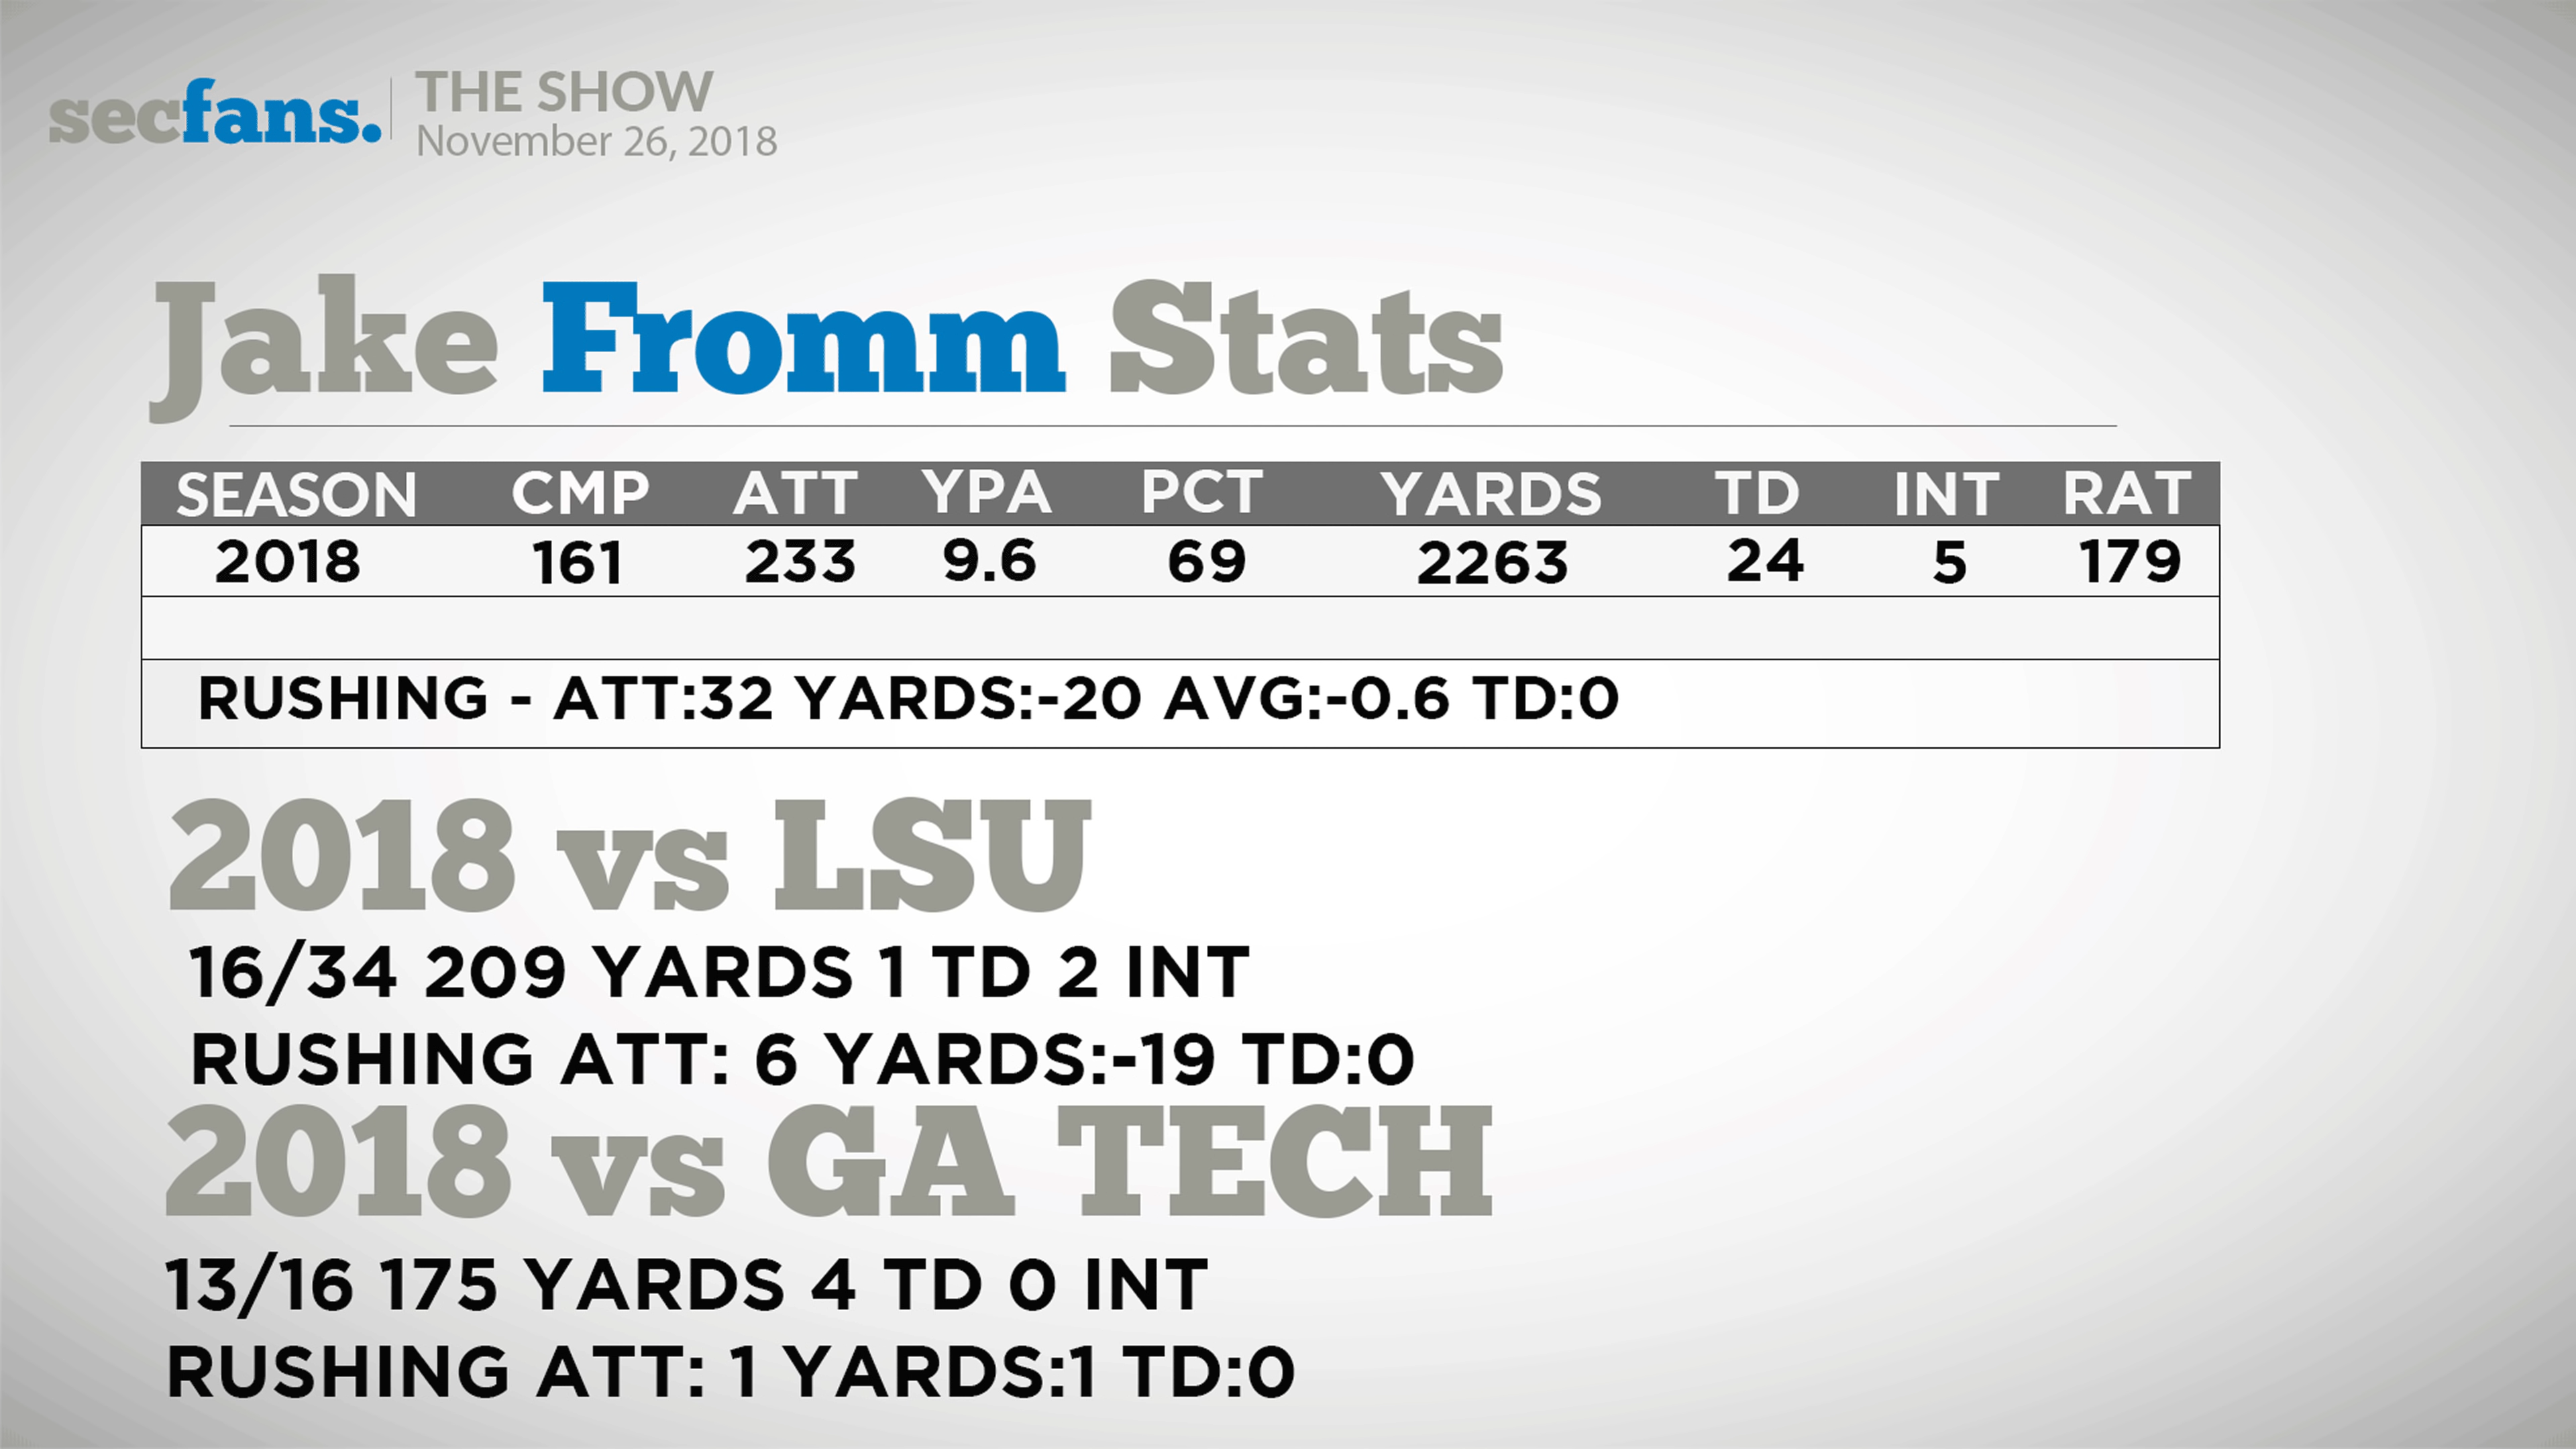 secfans.
THE SHOW
November 26, 2018
Jake Fromm Stats
SEASON CMP ATT YPA PCT YARDS TD INT RAT
2018 161 233 9.6 69 2263 24 5 179
RUSHING - ATT:32 YARDS:-20 AVG:-0.6 TD:0
2018 vs LSU
16/34 209 YARDS 1 TD 2 INT
RUSHING ATT: 6 YARDS:-19 TD:0
2018 vs GA TECH
13/16 175 YARDS 4 TD 0 INT
RUSHING ATT: 1 YARDS:1 TD:0